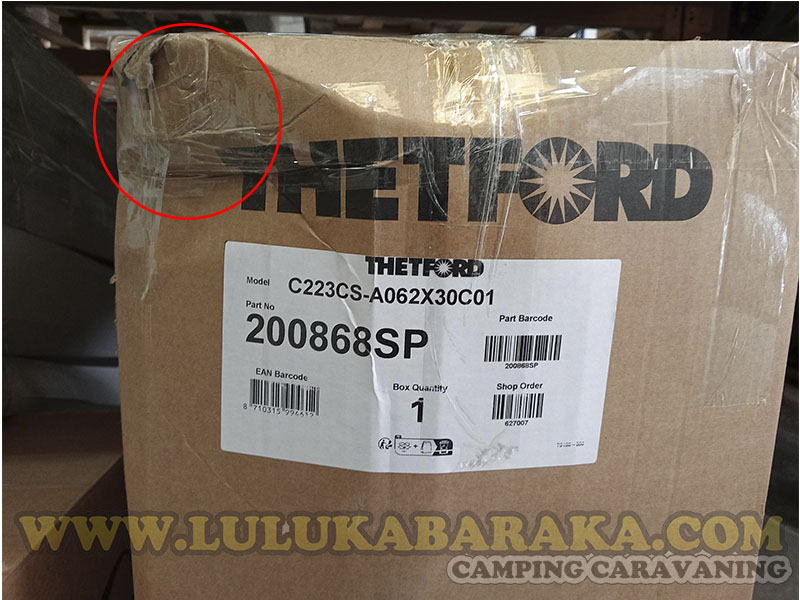 THETFORD
THETFORD
Model C223CS-A062X30C01
Part No
200868SP
Part Barcode
200868SP
EAN Barcode
Box Quantity
1
Shop Order
627007
WWW.LULUKABARAKA.COM
CAMPING CARAVANING